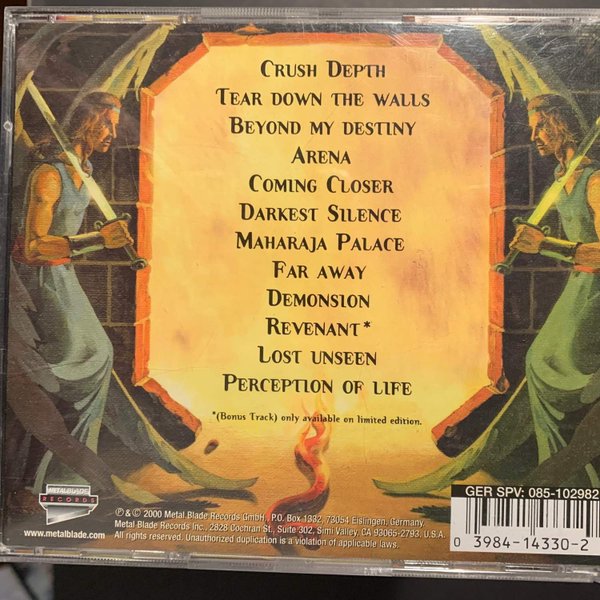 CRUSH DEPTH
TEAR DOWN THE WALLS
BEYOND MY DESTINY
ARENA
COMING CLOSER
DARKEST SILENCE
MAHARAJA PALACE
FAR AWAY
DEMONSION
REVENANT*
LOST UNSEEN
PERCEPTION OF LIFE
*(Bonus Track) only available on limited edition.
METAL BLADE
RECORDS
www.metalblade.com
℗ & © 2000 Metal Blade Records GmbH , P.O. Box 1332, 73054 Eislingen, Germany.
Metal Blade Records Inc., 2828 Cochran St., Suite 302, Simi Valley, CA 93065-2793, U.S.A.
All rights reserved. Unauthorized duplication is a violation of applicable laws.
GER SPV: 085-102982
0 3984-14330-2